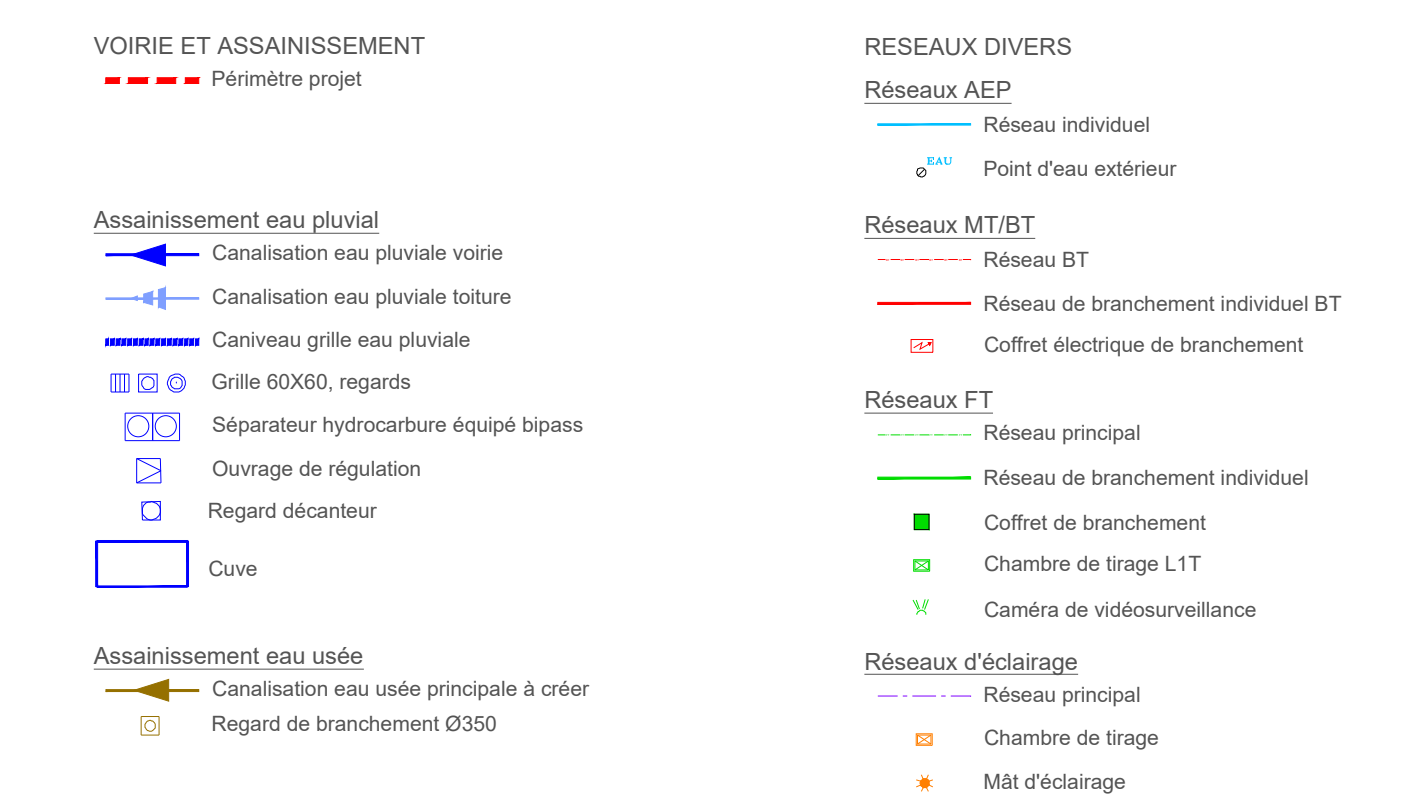 VOIRIE ET ASSAINISSEMENT
Périmètre projet
Assainissement eau pluvial
Canalisation eau pluviale voirie
Canalisation eau pluviale toiture
Caniveau grille eau pluviale
Grille 60X60, regards
Séparateur hydrocarbure équipé bipass
Ouvrage de régulation
Regard décanteur
Cuve
Assainissement eau usée
Canalisation eau usée principale à créer
Regard de branchement Ø350
RESEAUX DIVERS
Réseaux AEP
Réseau individuel
EAU
Point d'eau extérieur
Réseaux MT/BT
Réseau BT
Réseau de branchement individuel BT
Coffret électrique de branchement
Réseaux FT
Réseau principal
Réseau de branchement individuel
Coffret de branchement
Chambre de tirage L1T
Caméra de vidéosurveillance
Réseaux d'éclairage
Réseau principal
Chambre de tirage
Mât d'éclairage